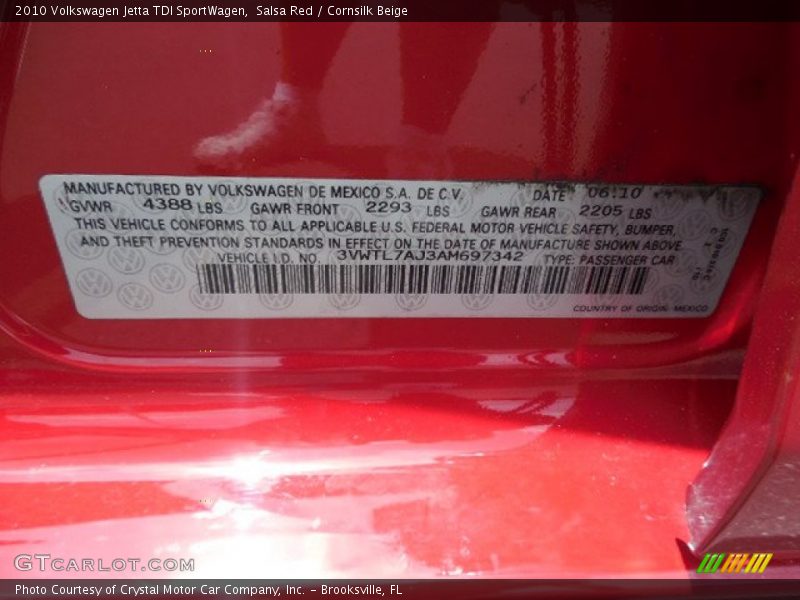 2010 Volkswagen Jetta TDI SportWagen,  Salsa Red / Cornsilk Beige
MANUFACTURED BY VOLKSWAGEN DE MEXICO S.A. DE C.V. DATE 06.10
GVWR 4388 LBS GAWR FRONT 2293 LBS GAWR REAR 2205 LBS
THIS VEHICLE CONFORMS TO ALL APPLICABLE U.S. FEDERAL MOTOR VEHICLE SAFETY, BUMPER,
AND THEFT PREVENTION STANDARDS IN EFFECT ON THE DATE OF MANUFACTURE SHOWN ABOVE
VEHICLE I.D. NO. 3VWTL7AJ3AM697342 TYPE: PASSENGER CAR
COUNTRY OF ORIGIN: MEXICO
GTCARLOT.COM
Photo Courtesy of Crystal Motor Car Company, Inc. – Brooksville, FL